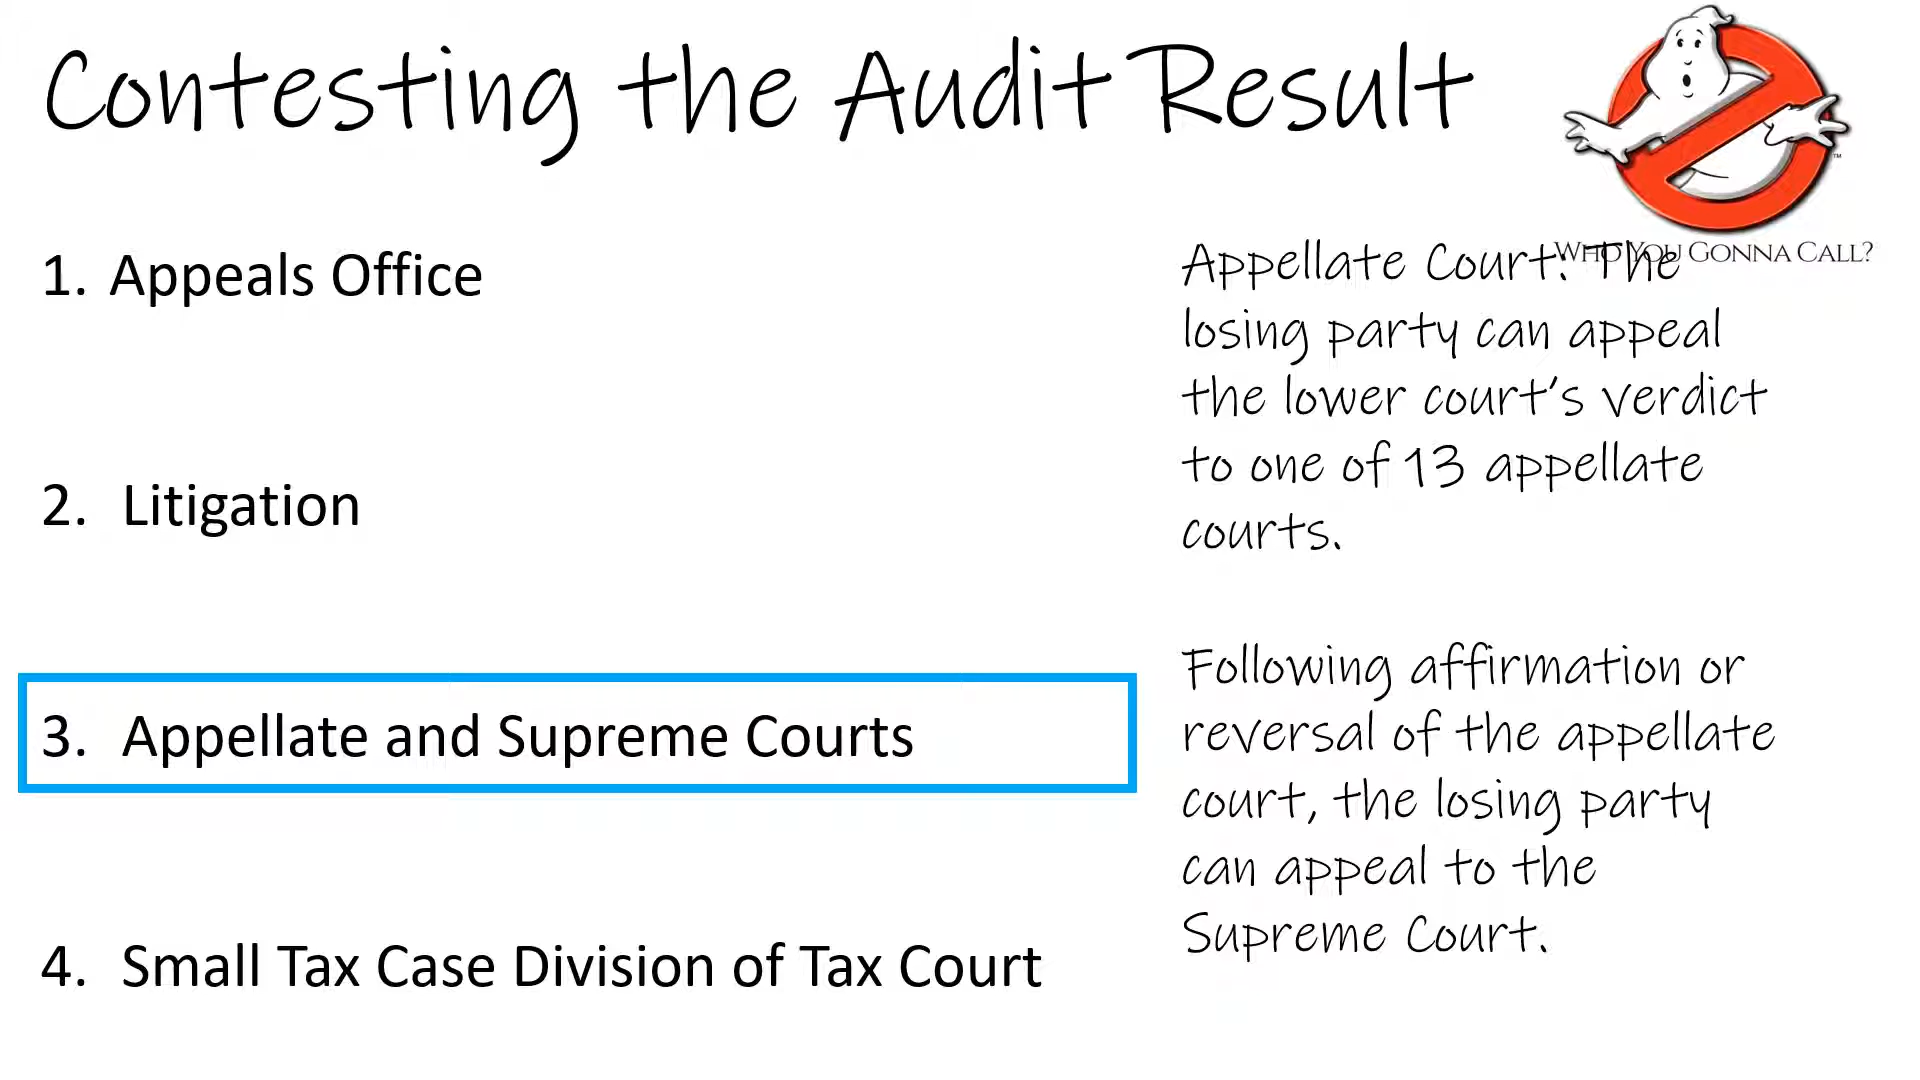 Contesting the Audit Result
WHO YOU GONNA CALL?
TM
1. Appeals Office
2. Litigation
3. Appellate and Supreme Courts
4. Small Tax Case Division of Tax Court
Appellate Court: The
losing party can appeal
the lower court's verdict
to one of 13 appellate
courts.
Following affirmation or
reversal of the appellate
court, the losing party
can appeal to the
Supreme Court.